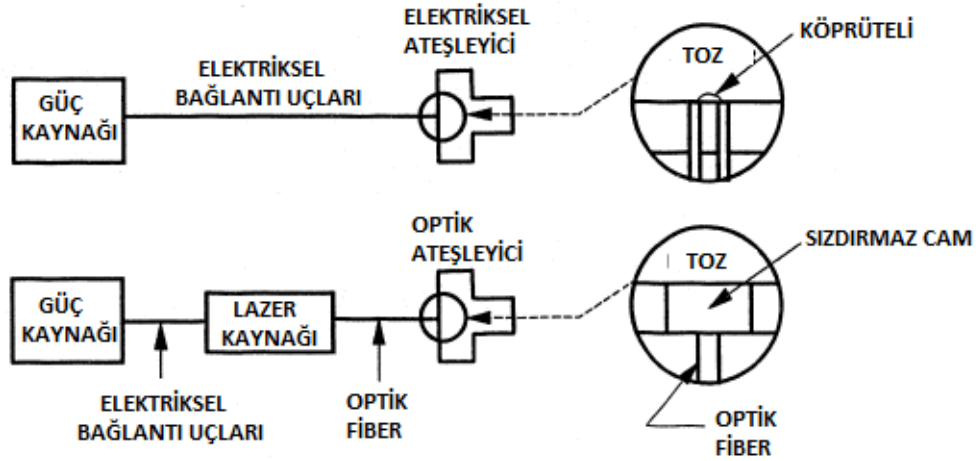 ELEKTRİKSEL
ATEŞLEYİCİ
KÖPRÜTELİ
TOZ
ELEKTRİKSEL
BAĞLANTI UÇLARI
GÜÇ
KAYNAĞI
OPTİK
ATEŞLEYİCİ
SIZDIRMAZ CAM
TOZ
GÜÇ
KAYNAĞI
LAZER
KAYNAĞI
ELEKTRİKSEL
BAĞLANTI UÇLARI
OPTİK
FİBER
OPTİK
FİBER